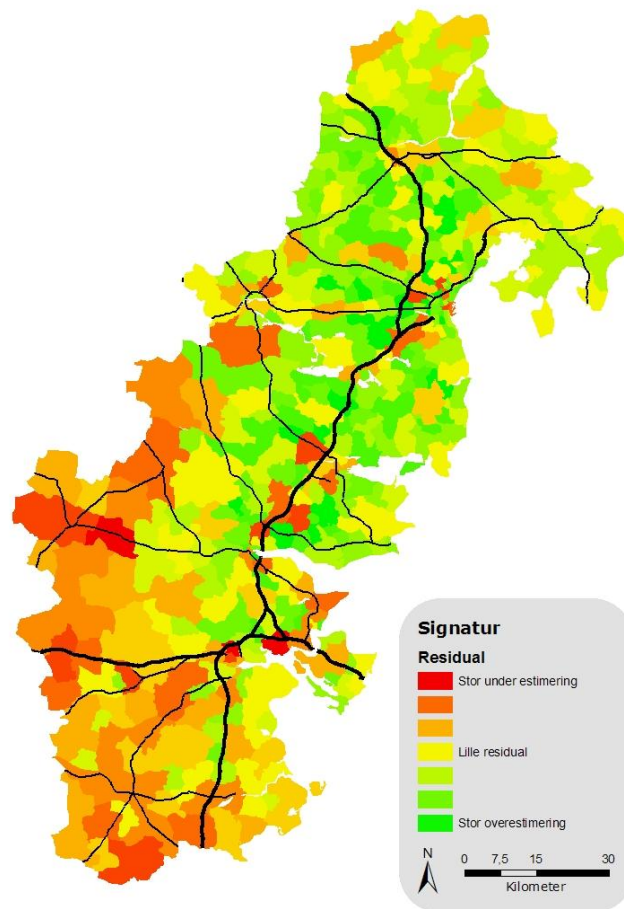 Signatur
Residual
Stor under estimering
Lille residual
Stor overestimering
N
0 7,5 15 30
Kilometer